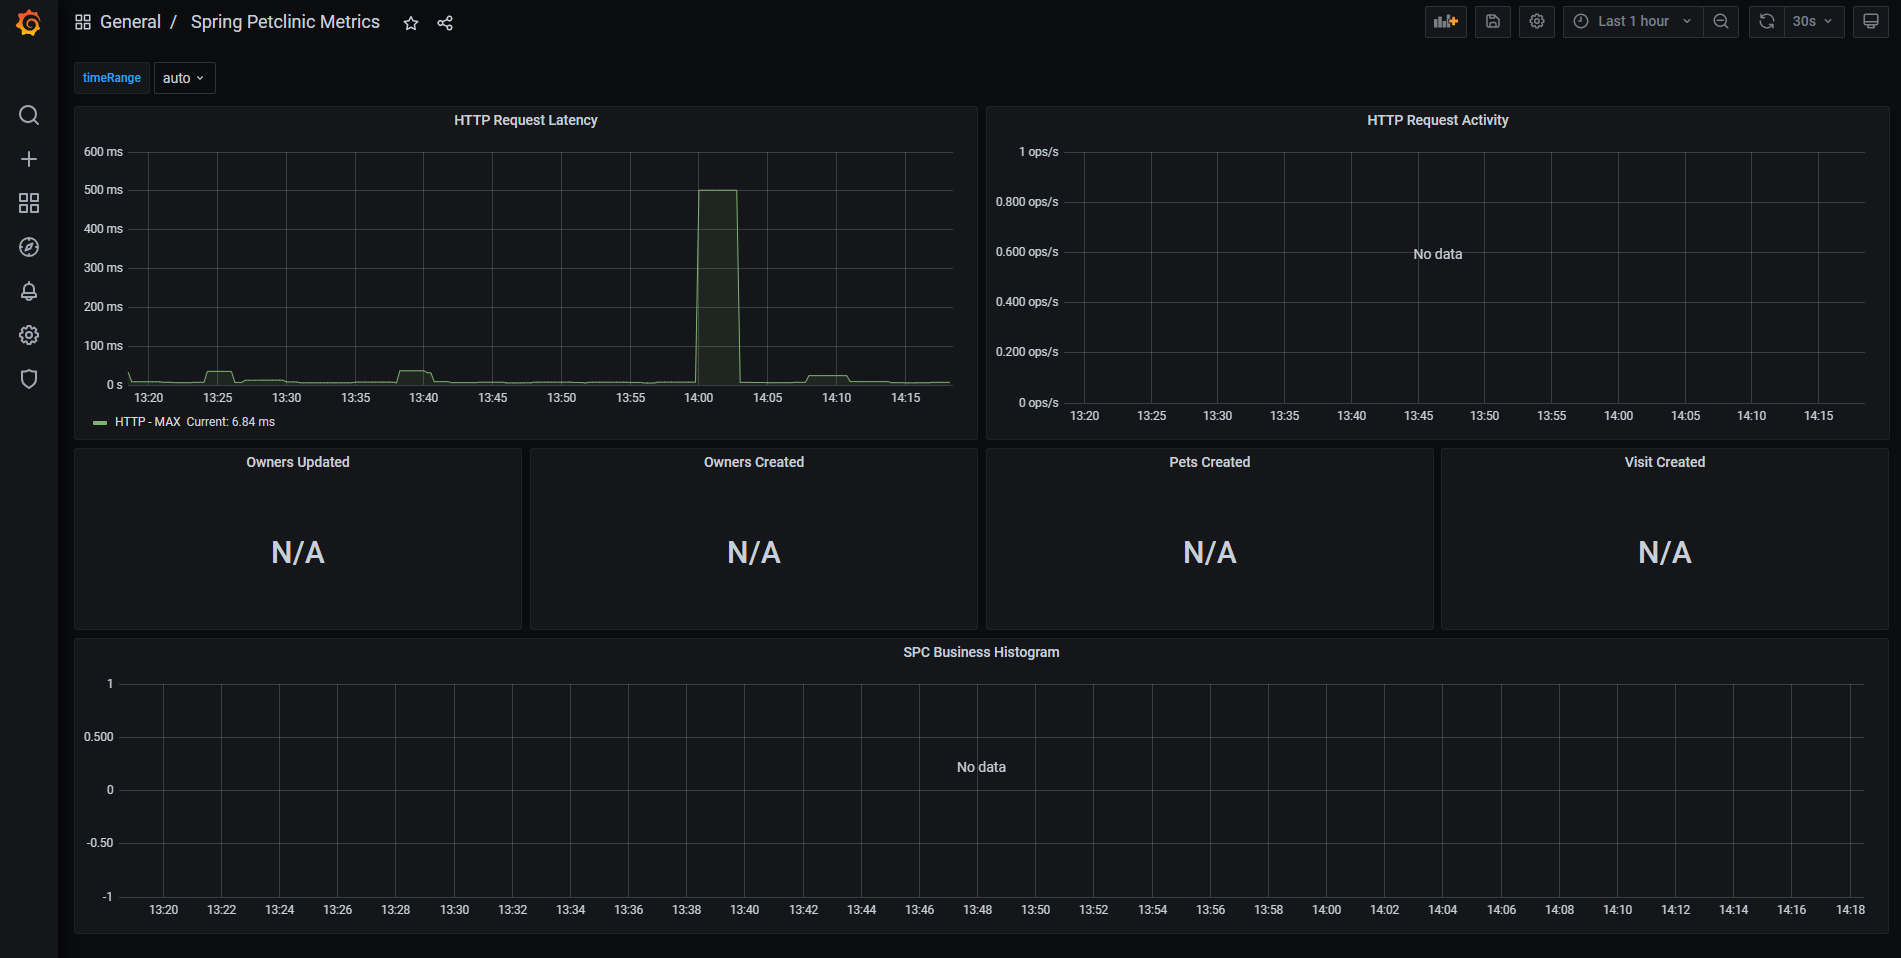 General / Spring Petclinic Metrics
Last 1 hour
30s
timeRange auto
HTTP Request Latency
600 ms
500 ms
400 ms
300 ms
200 ms
100 ms
0 s
13:20 13:25 13:30 13:35 13:40 13:45 13:50 13:55 14:00 14:05 14:10 14:15
HTTP - MAX Current: 6.84 ms
HTTP Request Activity
1 ops/s
0.800 ops/s
0.600 ops/s
0.400 ops/s
0.200 ops/s
0 ops/s
No data
13:20 13:25 13:30 13:35 13:40 13:45 13:50 13:55 14:00 14:05 14:10 14:15
Owners Updated
N/A
Owners Created
N/A
Pets Created
N/A
Visit Created
N/A
SPC Business Histogram
1
0.500
0
-0.50
-1
No data
13:20 13:22 13:24 13:26 13:28 13:30 13:32 13:34 13:36 13:38 13:40 13:42 13:44 13:46 13:48 13:50 13:52 13:54 13:56 13:58 14:00 14:02 14:04 14:06 14:08 14:10 14:12 14:14 14:16 14:18